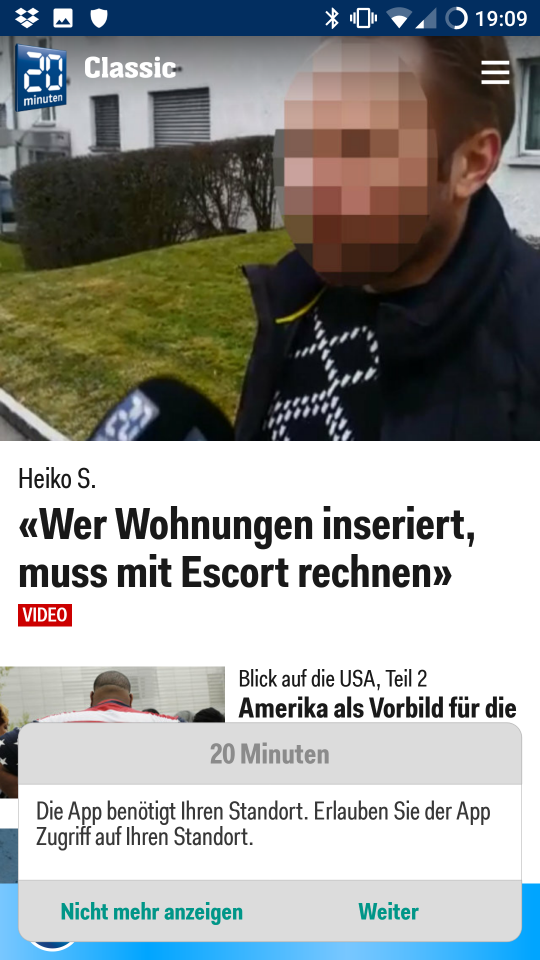 19:09
20
minuten
Classic
20
Heiko S.
«Wer Wohnungen inseriert,
muss mit Escort rechnen»
VIDEO
Blick auf die USA, Teil 2
Amerika als Vorbild für die
20 Minuten
Die App benötigt Ihren Standort. Erlauben Sie der App
Zugriff auf Ihren Standort.
Nicht mehr anzeigen
Weiter